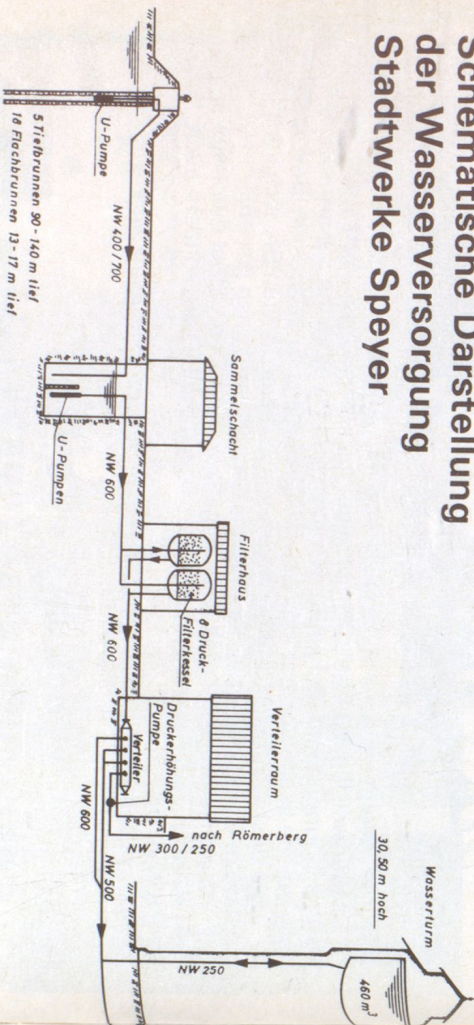 Schematische Darstellung
der Wasserversorgung
Stadtwerke Speyer
U-Pumpe
5 Tiefbrunnen 90-140 m tief
16 Flachbrunnen 13-17 m tief
NW 400/700
Sammelschacht
U-Pumpen
NW 600
Filterhaus
8 Druck-
Filterkessel
NW 600
Verteilerraum
Verteiler
Druckerhöhungs-
Pumpe
nach Römerberg
NW 300/250
NW 600
NW 500
Wasserturm
30,50 m hoch
460 m³
NW 250